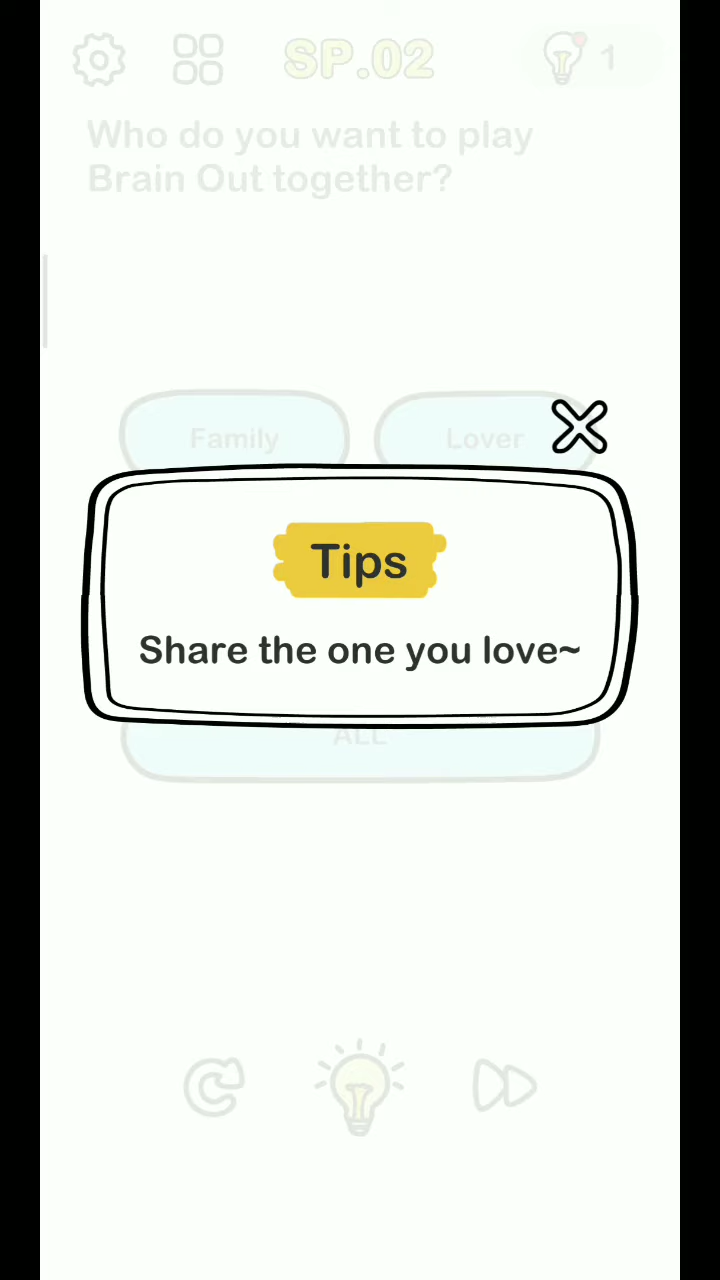 SP.02
1
Who do you want to play
Brain Out together?
Family
Lover
Tips
Share the one you love~
ALL